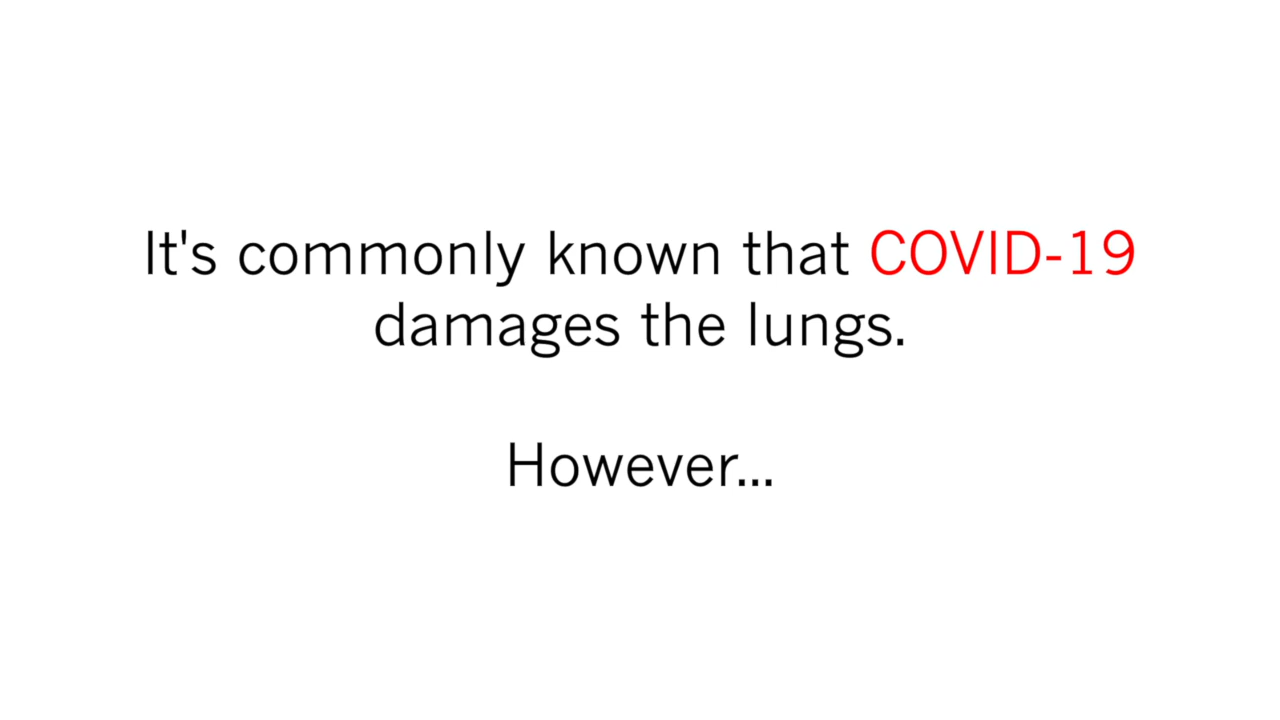 It's commonly known that COVID-19
damages the lungs.
However...